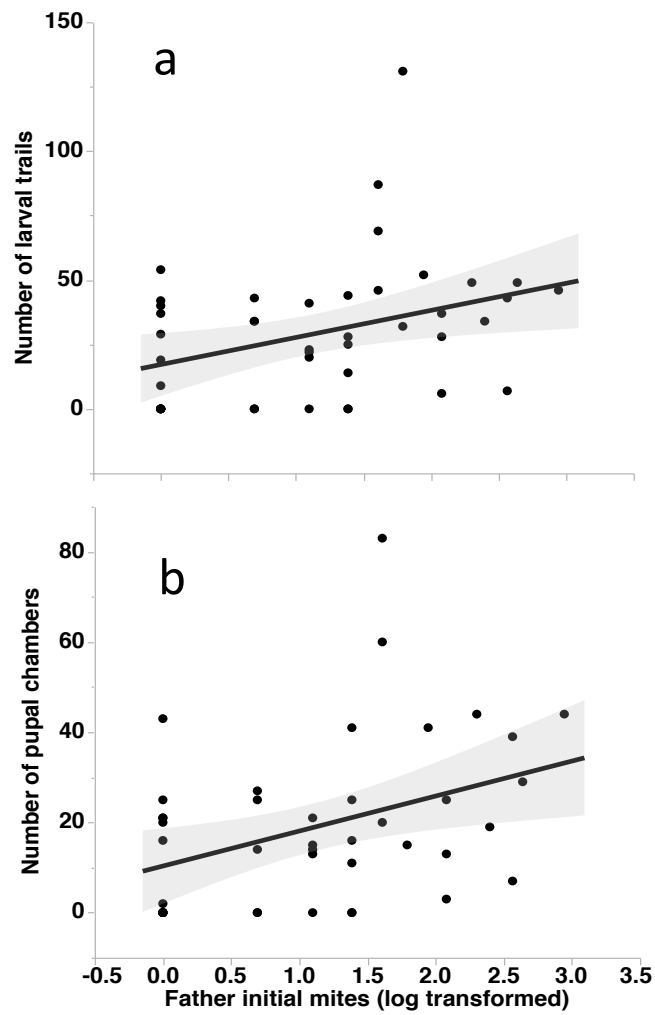 150
a
100
50
0
Number of larval trails
b
80
60
40
20
0
Number of pupal chambers
-0.5 0.0 0.5 1.0 1.5 2.0 2.5 3.0 3.5
Father initial mites (log transformed)